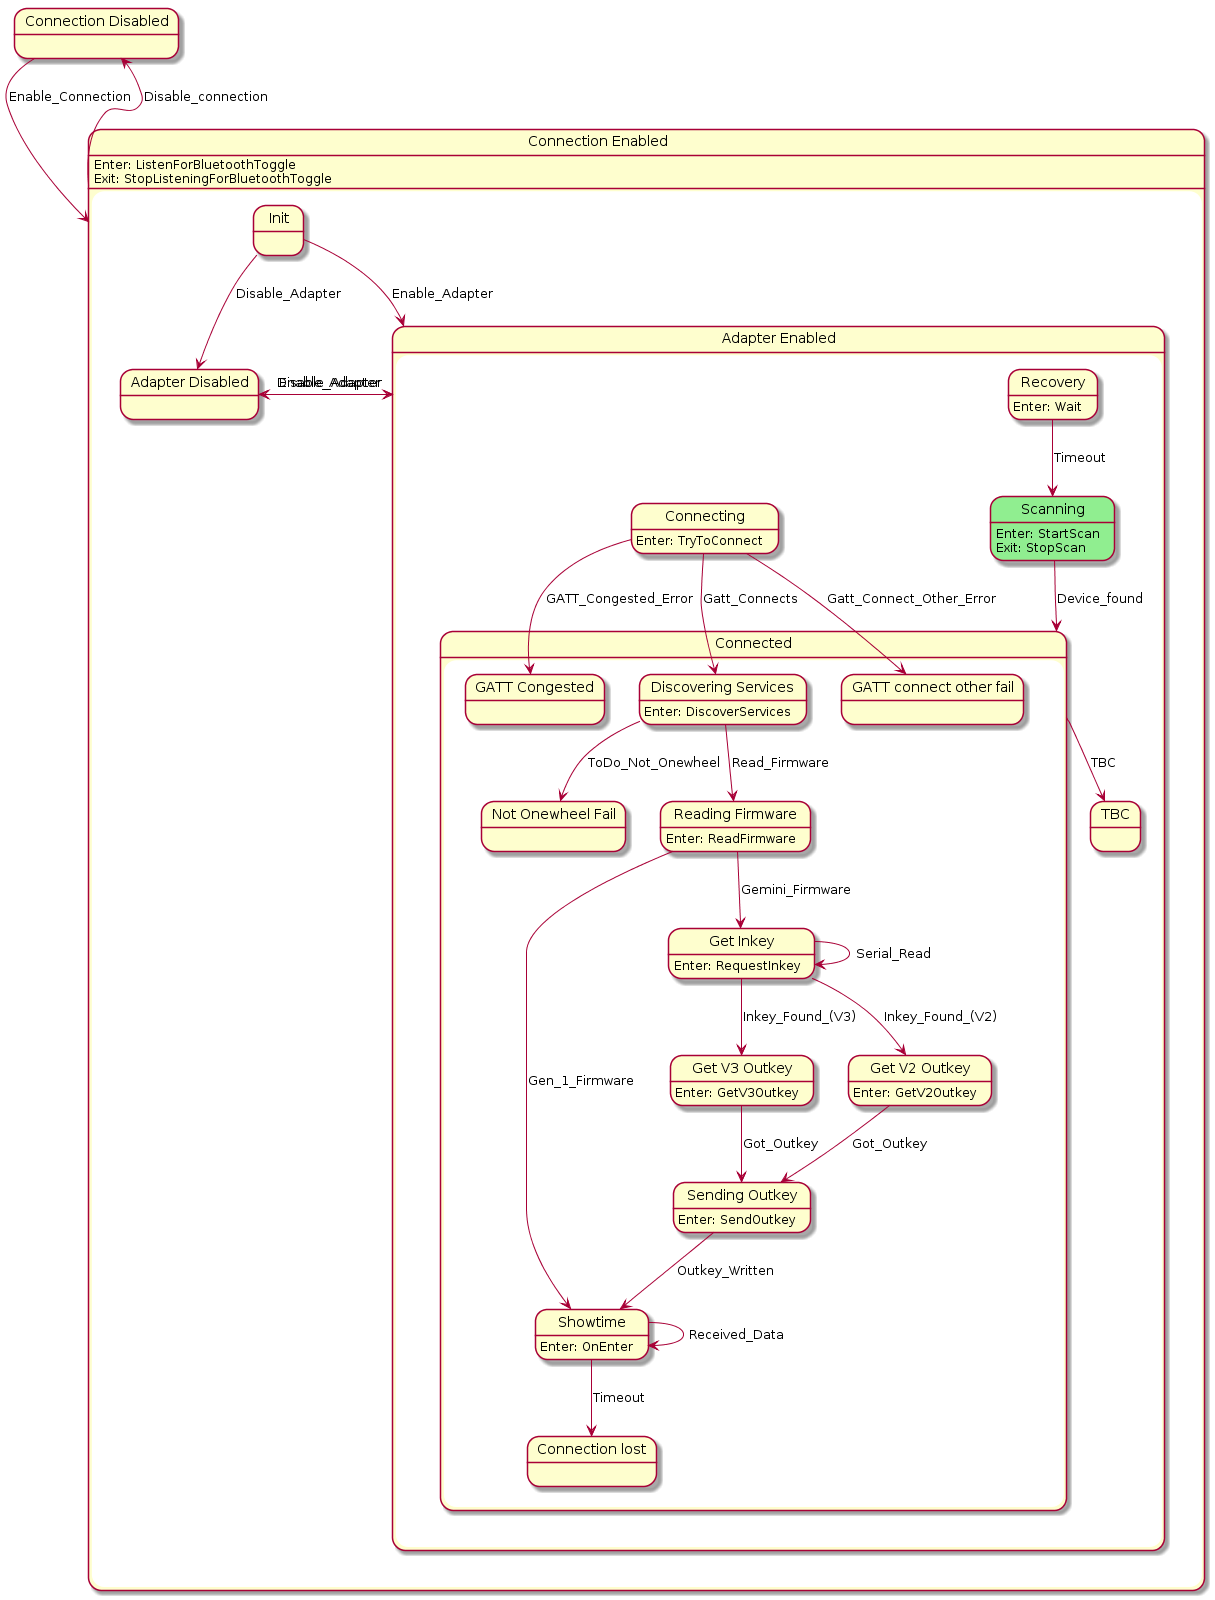 Connection Disabled
Enable_Connection
Disable_connection
Connection Enabled
Enter: ListenForBluetoothToggle
Exit: StopListeningForBluetoothToggle
Init
Disable_Adapter
Enable_Adapter
Adapter Enabled
Adapter Disabled
Disable_Adapter
Enable_Adapter
Recovery
Enter: Wait
Timeout
Scanning
Enter: StartScan
Exit: StopScan
Connecting
Enter: TryToConnect
GATT_Congested_Error
Gatt_Connects
Gatt_Connect_Other_Error
Device_found
Connected
GATT Congested
Discovering Services
Enter: DiscoverServices
GATT connect other fail
ToDo_Not_Onewheel
Read_Firmware
TBC
Not Onewheel Fail
Reading Firmware
Enter: ReadFirmware
TBC
Gemini_Firmware
Get Inkey
Enter: RequestInkey
Serial_Read
Inkey_Found_(V3)
Inkey_Found_(V2)
Get V3 Outkey
Enter: GetV3Outkey
Get V2 Outkey
Enter: GetV2Outkey
Gen_1_Firmware
Got_Outkey
Got_Outkey
Sending Outkey
Enter: SendOutkey
Outkey_Written
Showtime
Enter: OnEnter
Received_Data
Timeout
Connection lost